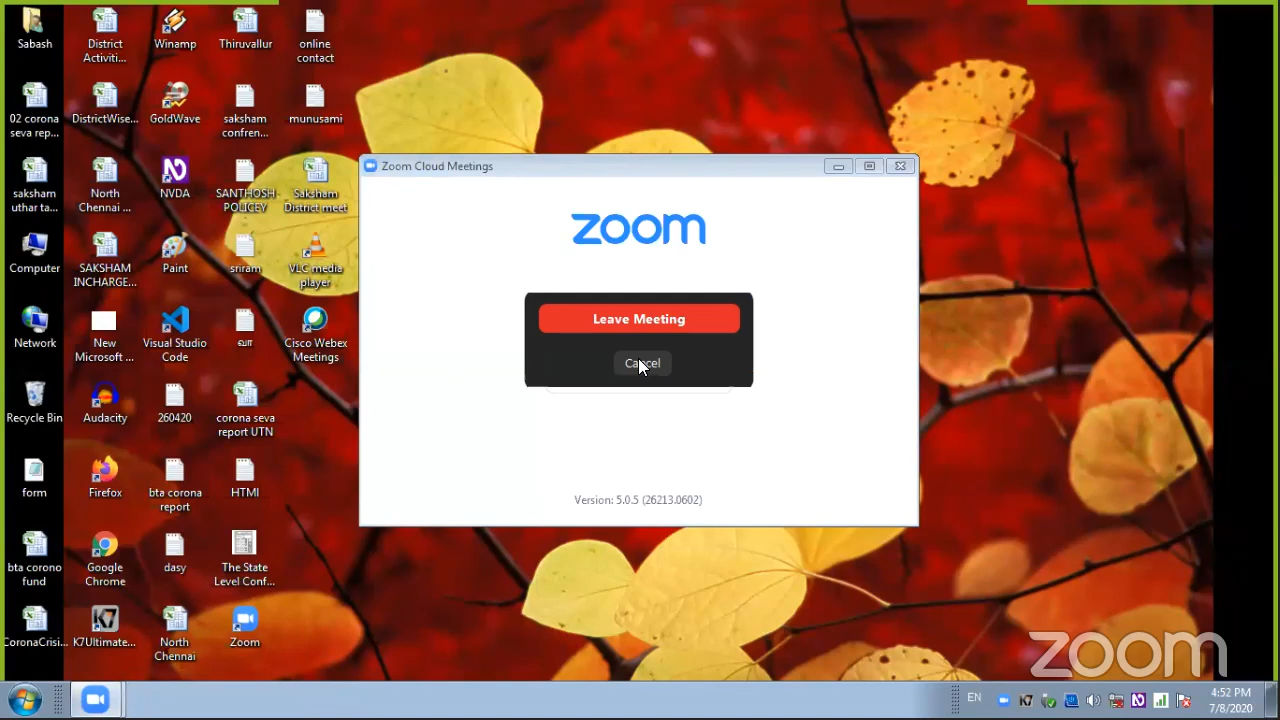 Sabash
District
Activiti...
Winamp
Thiruvallur
online
contact
02 corona
seva rep...
DistrictWise...
GoldWave
saksham
confren...
munusami
saksham
uthar ta...
North
Chennai ...
NVDA
SANTHOSH
POLICEY
Saksham
District meet
Computer
SAKSHAM
INCHARGE...
Paint
sriram
VLC media
player
Network
New
Microsoft ...
Visual Studio
Code
வா
Cisco Webex
Meetings
Recycle Bin
Audacity
260420
corona seva
report UTN
form
Firefox
bta corona
report
HTMI
bta corono
fund
Google
Chrome
dasy
The State
Level Conf...
CoronaCrisi...
K7Ultimate...
North
Chennai
Zoom
Zoom Cloud Meetings
zoom
Leave Meeting
Cancel
Version: 5.0.5 (26213.0602)
zoom
EN
4:52 PM
7/8/2020